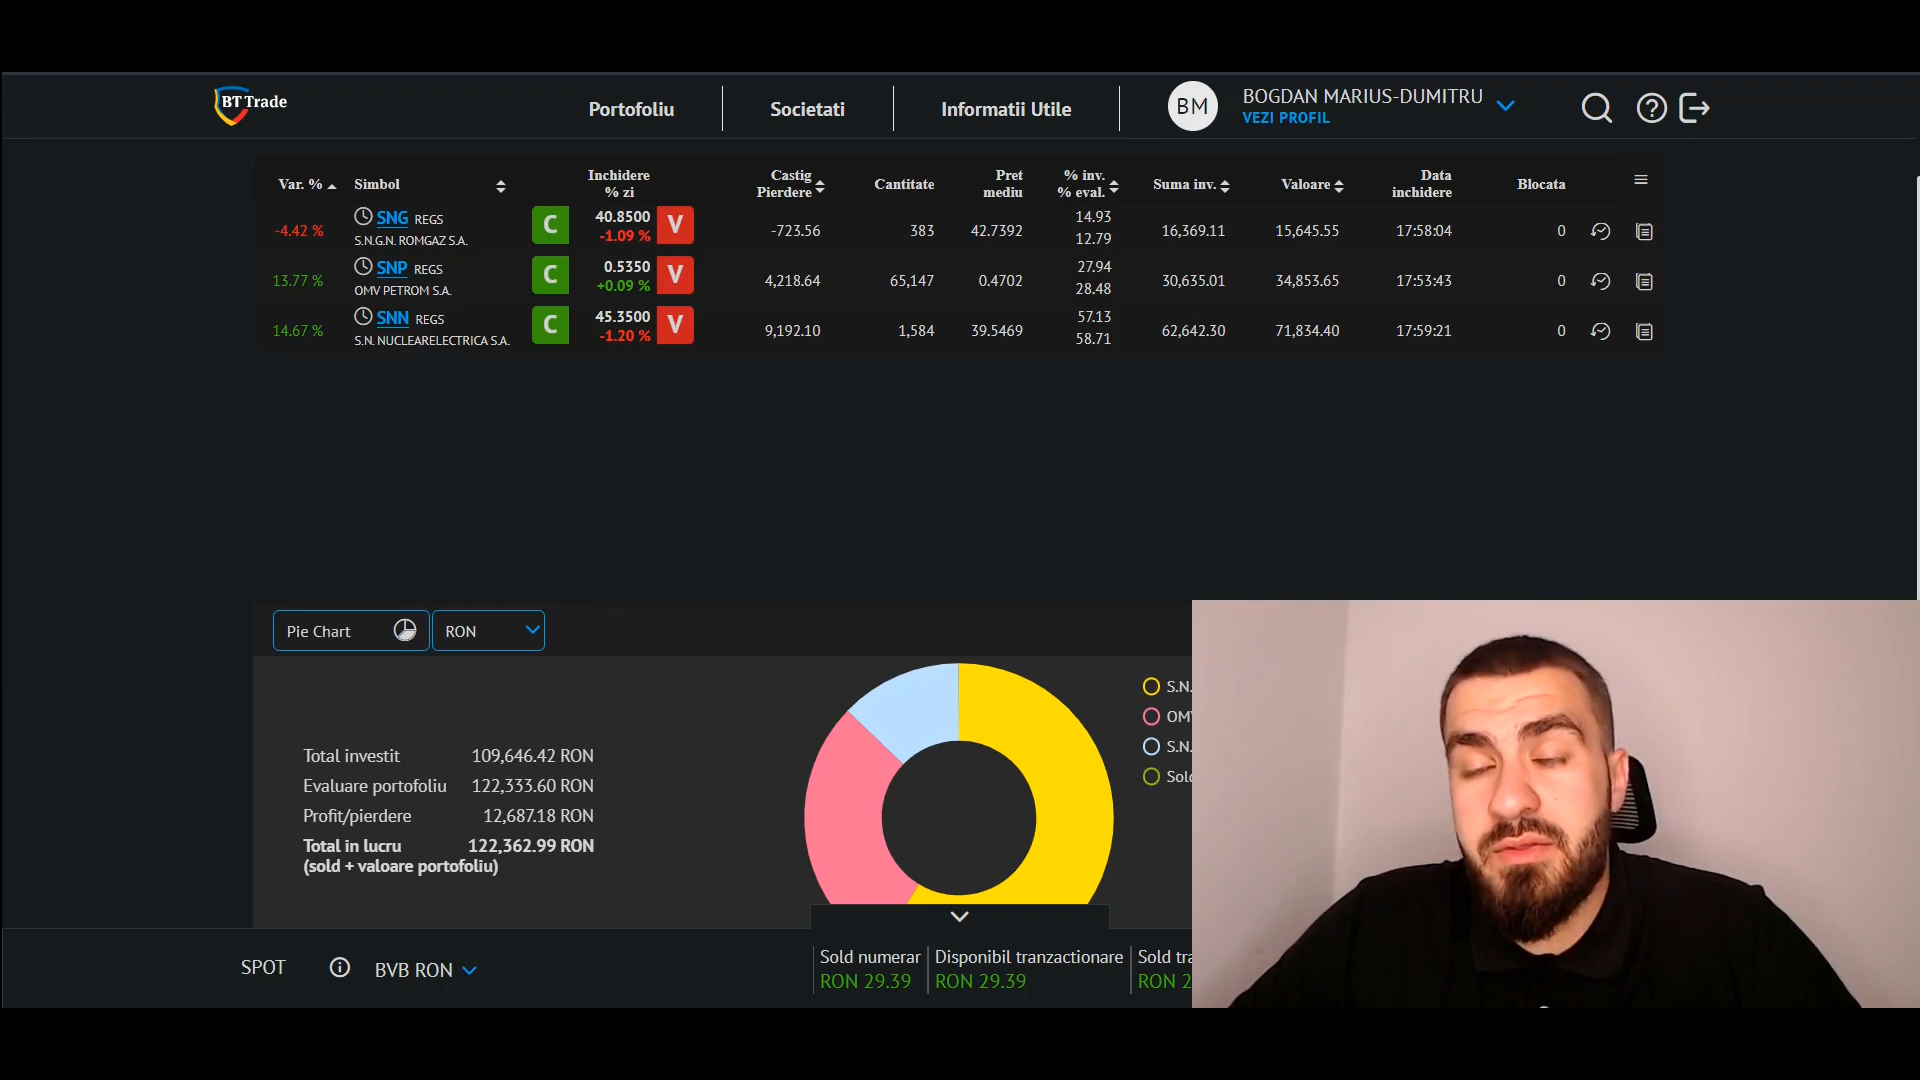 BT Trade
Portofoliu
Societati
Informatii Utile
BM
BOGDAN MARIUS-DUMITRU
VEZI PROFIL
Var. % Simbol Inchidere % zi Castig Pierdere Cantitate Pret mediu % inv. % eval. Suma inv. Valoare Data inchidere Blocata
-4.42 % SNG REGS S.N.G.N. ROMGAZ S.A. C 40.8500 -1.09 % V -723.56 383 42.7392 14.93 12.79 16,369.11 15,645.55 17:58:04 0
13.77 % SNP REGS OMV PETROM S.A. C 0.5350 +0.09 % V 4,218.64 65,147 0.4702 27.94 28.48 30,635.01 34,853.65 17:53:43 0
14.67 % SNN REGS S.N. NUCLEARELECTRICA S.A. C 45.3500 -1.20 % V 9,192.10 1,584 39.5469 57.13 58.71 62,642.30 71,834.40 17:59:21 0
Pie Chart
RON
Total investit 109,646.42 RON
Evaluare portofoliu 122,333.60 RON
Profit/pierdere 12,687.18 RON
Total in lucru 122,362.99 RON
(sold + valoare portofoliu)
S.N.
OMV
S.N.
Sold
SPOT
BVB RON
Sold numerar
RON 29.39
Disponibil tranzactionare
RON 29.39
Sold tra
RON 2